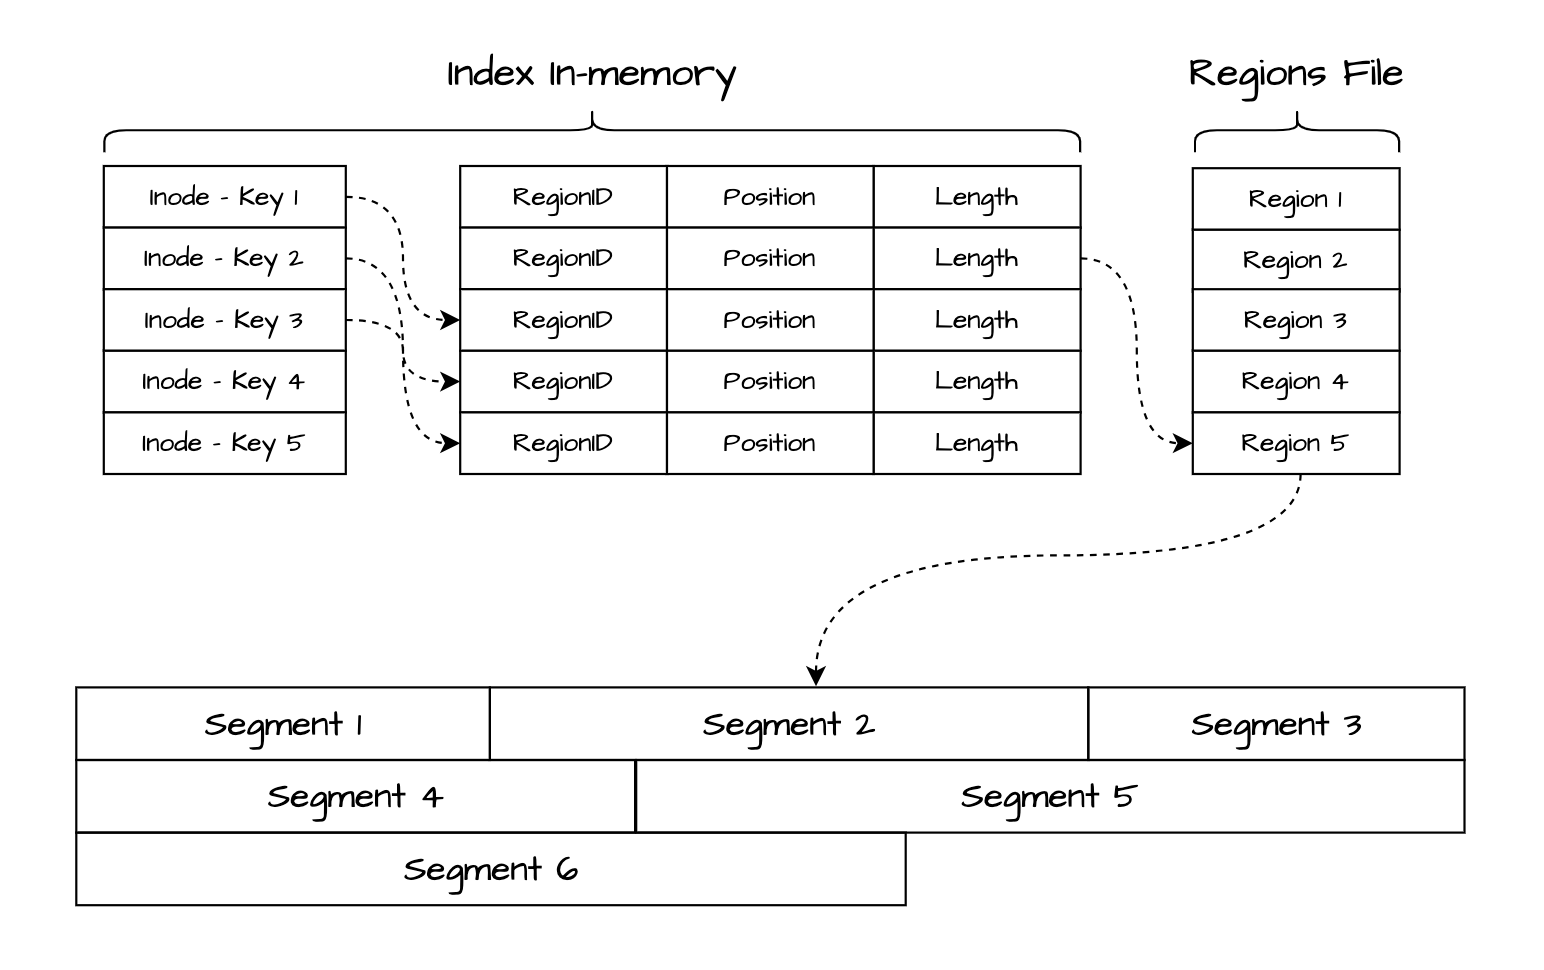 Index In-memory
Regions File
Inode - Key 1
RegionID
Position
Length
Region 1
Inode - Key 2
RegionID
Position
Length
Region 2
Inode - Key 3
RegionID
Position
Length
Region 3
Inode - Key 4
RegionID
Position
Length
Region 4
Inode - Key 5
RegionID
Position
Length
Region 5
Segment 1
Segment 2
Segment 3
Segment 4
Segment 5
Segment 6